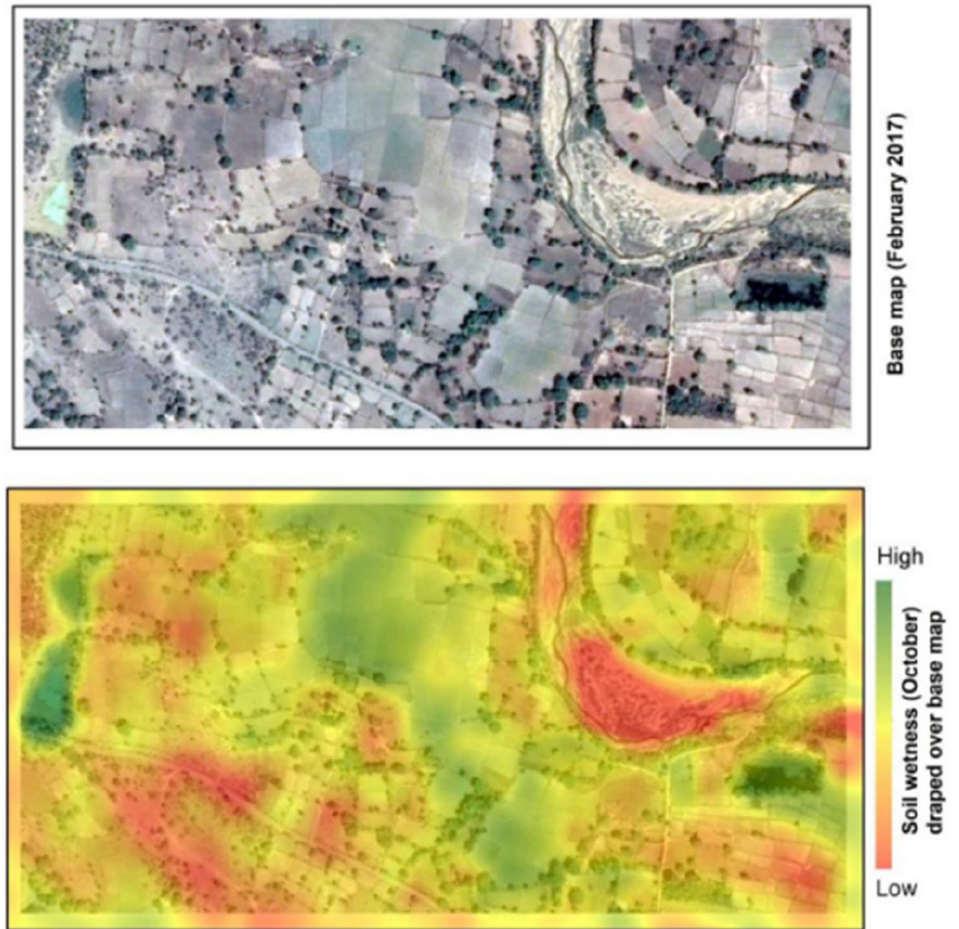 Base map (February 2017)
High
Soil wetness (October)
draped over base map
Low